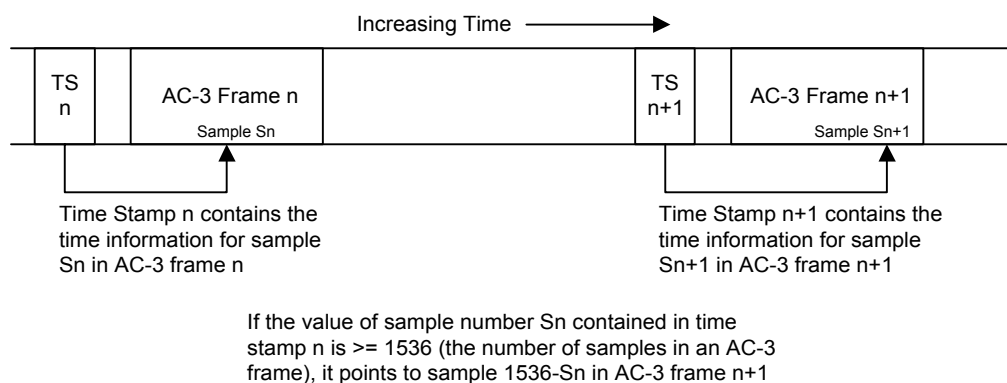 Increasing Time
TS
n
AC-3 Frame n
Sample Sn
TS
n+1
AC-3 Frame n+1
Sample Sn+1
Time Stamp n contains the
time information for sample
Sn in AC-3 frame n
Time Stamp n+1 contains the
time information for sample
Sn+1 in AC-3 frame n+1
If the value of sample number Sn contained in time
stamp n is >= 1536 (the number of samples in an AC-3
frame), it points to sample 1536-Sn in AC-3 frame n+1